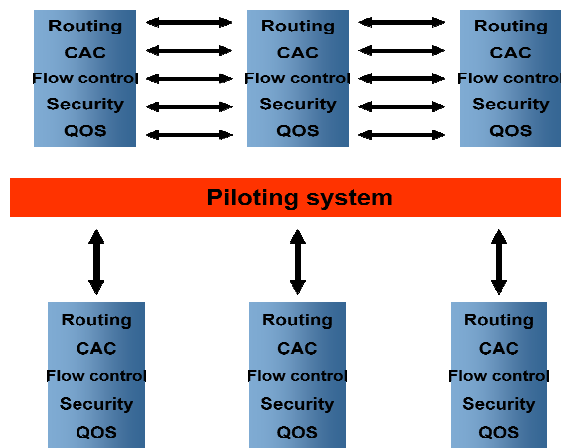 Routing Routing Routing
CAC CAC CAC
Flow control Flow control Flow control
Security Security Security
QOS QOS QOS
Piloting system
Routing Routing Routing
CAC CAC CAC
Flow control Flow control Flow control
Security Security Security
QOS QOS QOS